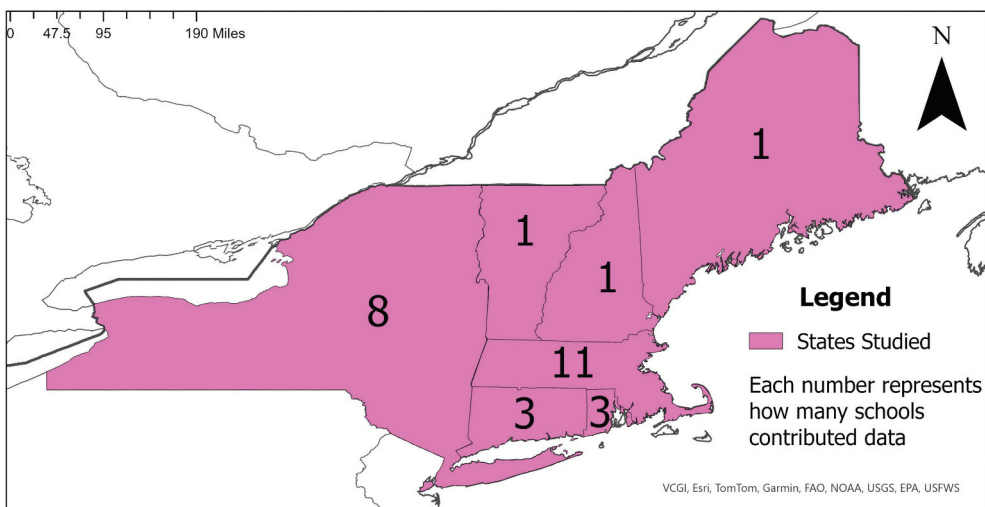 0 47.5 95 190 Miles
N
1
1
1
8
11
3
3
Legend
States Studied
Each number represents
how many schools
contributed data
VCGI, Esri, TomTom, Garmin, FAO, NOAA, USGS, EPA, USFWS